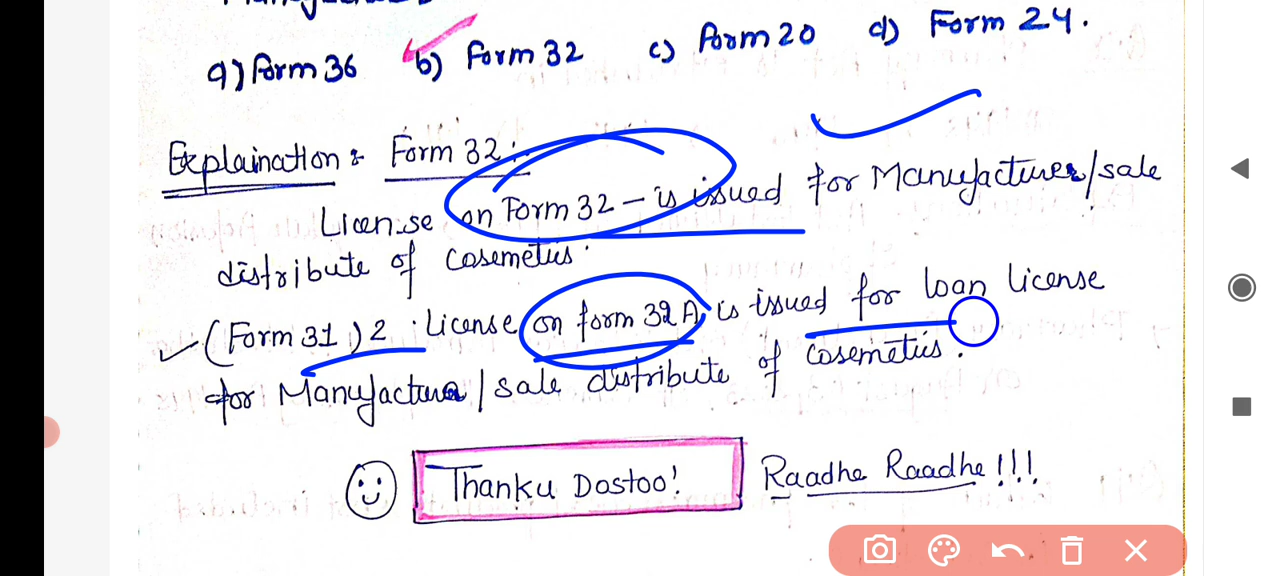 a) Form 36 b) Form 32 c) Form 20 d) Form 24.
Explaination : Form 32 :
License on Form 32 – is issued for Manufacturer/sale
distribute of Cosemetics.
(Form 31) 2. License on form 32 A, is issued for loan license
for Manufacture / sale distribute of Cosemetics.
Thanku Dostoo! Raadhe Raadhe !!!